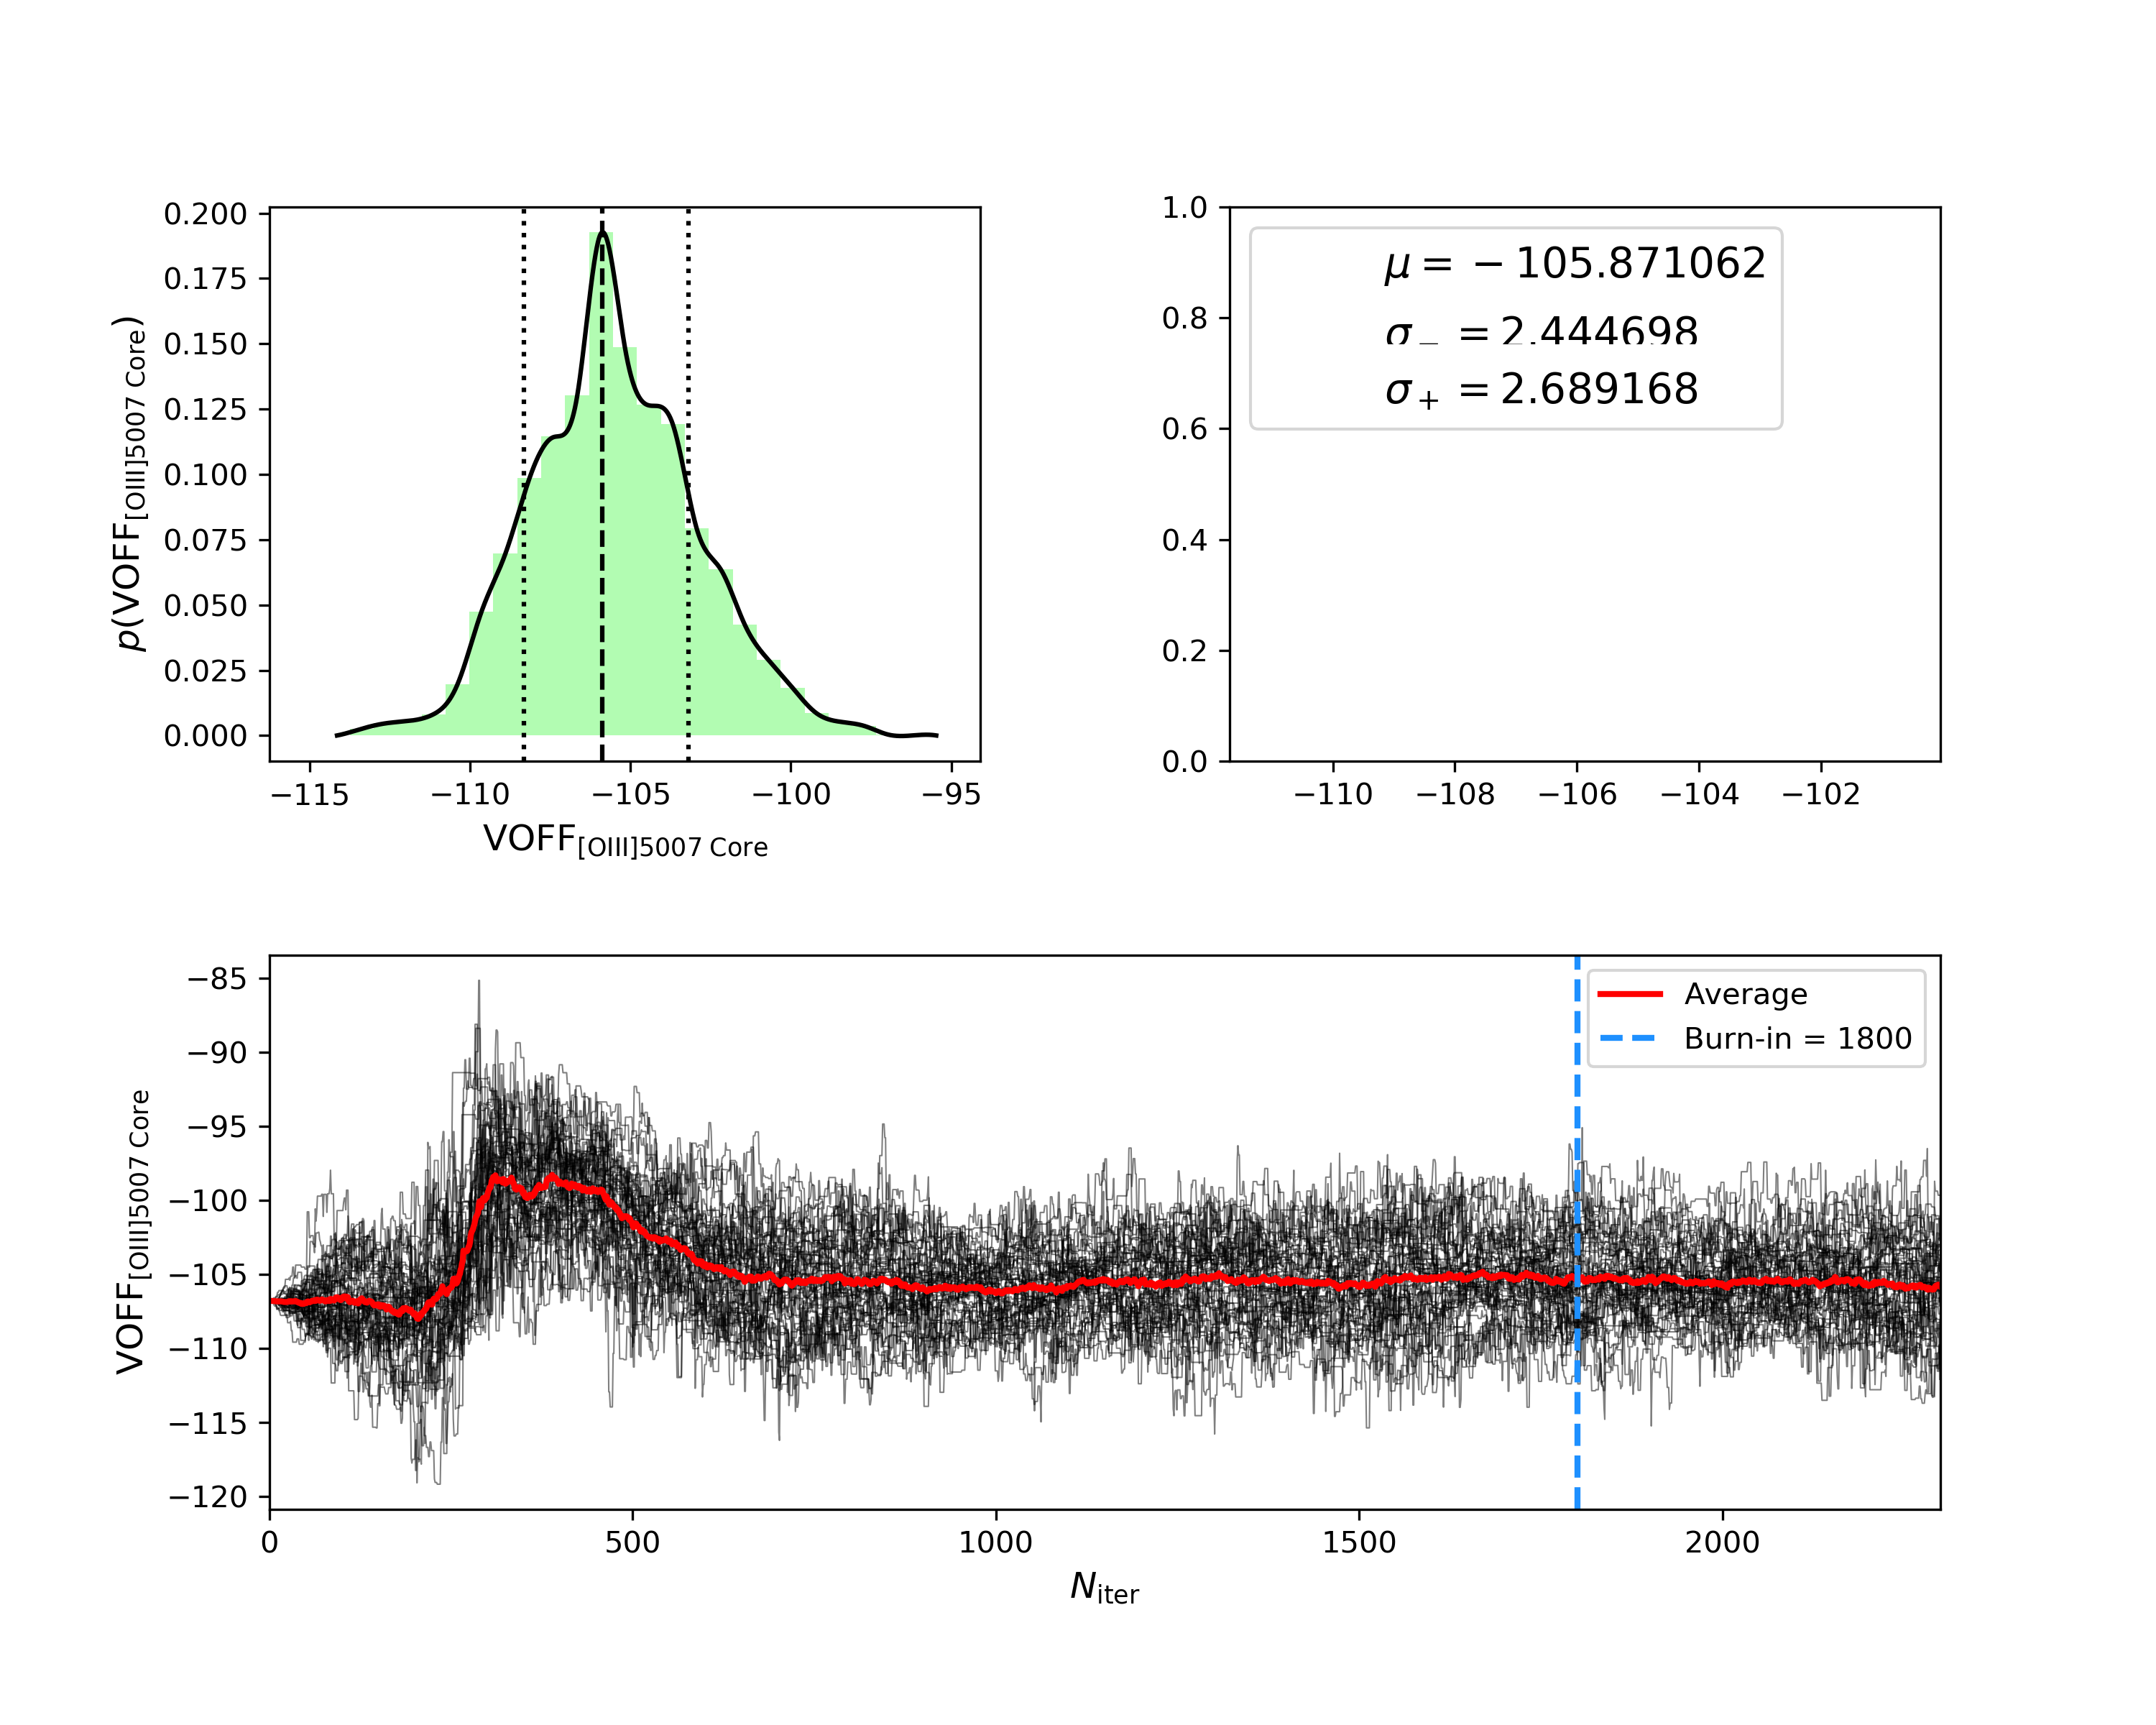 0.200
0.175
0.150
0.125
0.100
0.075
0.050
0.025
0.000
p(VOFF[OIII]5007 Core)
−115 −110 −105 −100 −95
VOFF[OIII]5007 Core
1.0
0.8
0.6
0.4
0.2
0.0
μ = −105.871062
σ− = 2.444698
σ+ = 2.689168
−110 −108 −106 −104 −102
−85
−90
−95
−100
−105
−110
−115
−120
VOFF[OIII]5007 Core
Average
Burn-in = 1800
0 500 1000 1500 2000
Niter